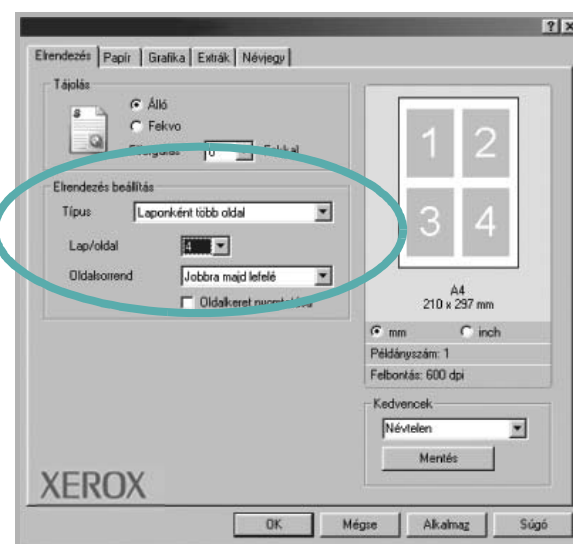 Elrendezés Papír Grafika Extrák Névjegy
Tájolás
Álló
Fekvo
Elrendezés beállítás
Típus Laponként több oldal
Lap/oldal 4
Oldalsorrend Jobbra majd lefelé
Oldalkeret
1 2
3 4
A4
210 x 297 mm
mm inch
Példányszám: 1
Felbontás: 600 dpi
Kedvencek
Névtelen
Mentés
XEROX
OK Mégse Alkalmaz Súgó